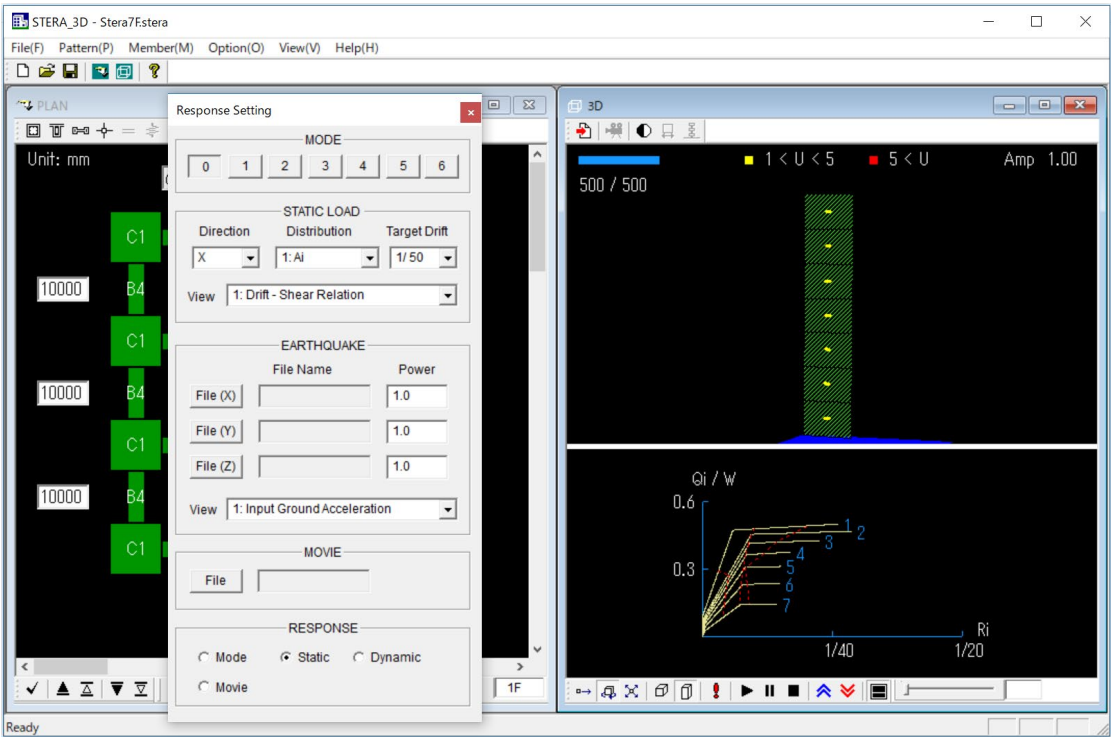 STERA_3D - Stera7F.stera
File(F) Pattern(P) Member(M) Option(O) View(V) Help(H)
PLAN
Unit: mm
C1
10000 B4
C1
10000 B4
C1
10000 B4
C1
1F
Response Setting
MODE
0 1 2 3 4 5 6
STATIC LOAD
Direction Distribution Target Drift
X 1: Ai 1/ 50
View 1: Drift - Shear Relation
EARTHQUAKE
File Name Power
File (X) 1.0
File (Y) 1.0
File (Z) 1.0
View 1: Input Ground Acceleration
MOVIE
File
RESPONSE
Mode Static Dynamic
Movie
3D
1 < U < 5 5 < U Amp 1.00
500 / 500
Qi / W
0.6
1 2
3
4
0.3 5
6
7
Ri
1/40 1/20
Ready